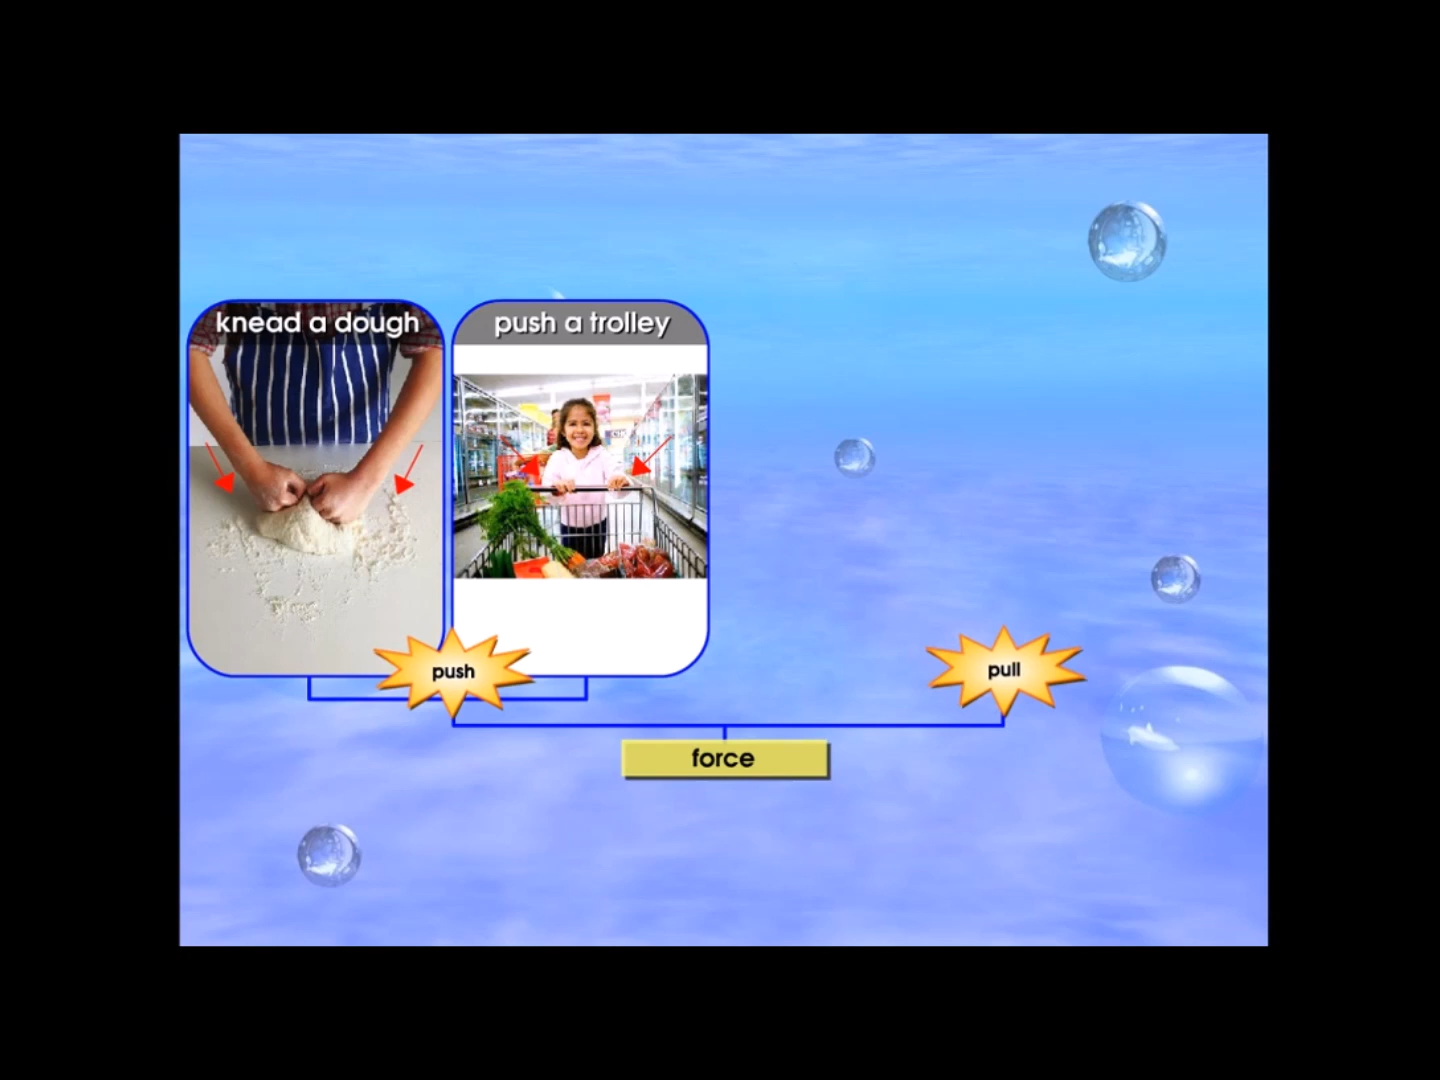 knead a dough
push a trolley
push
pull
force